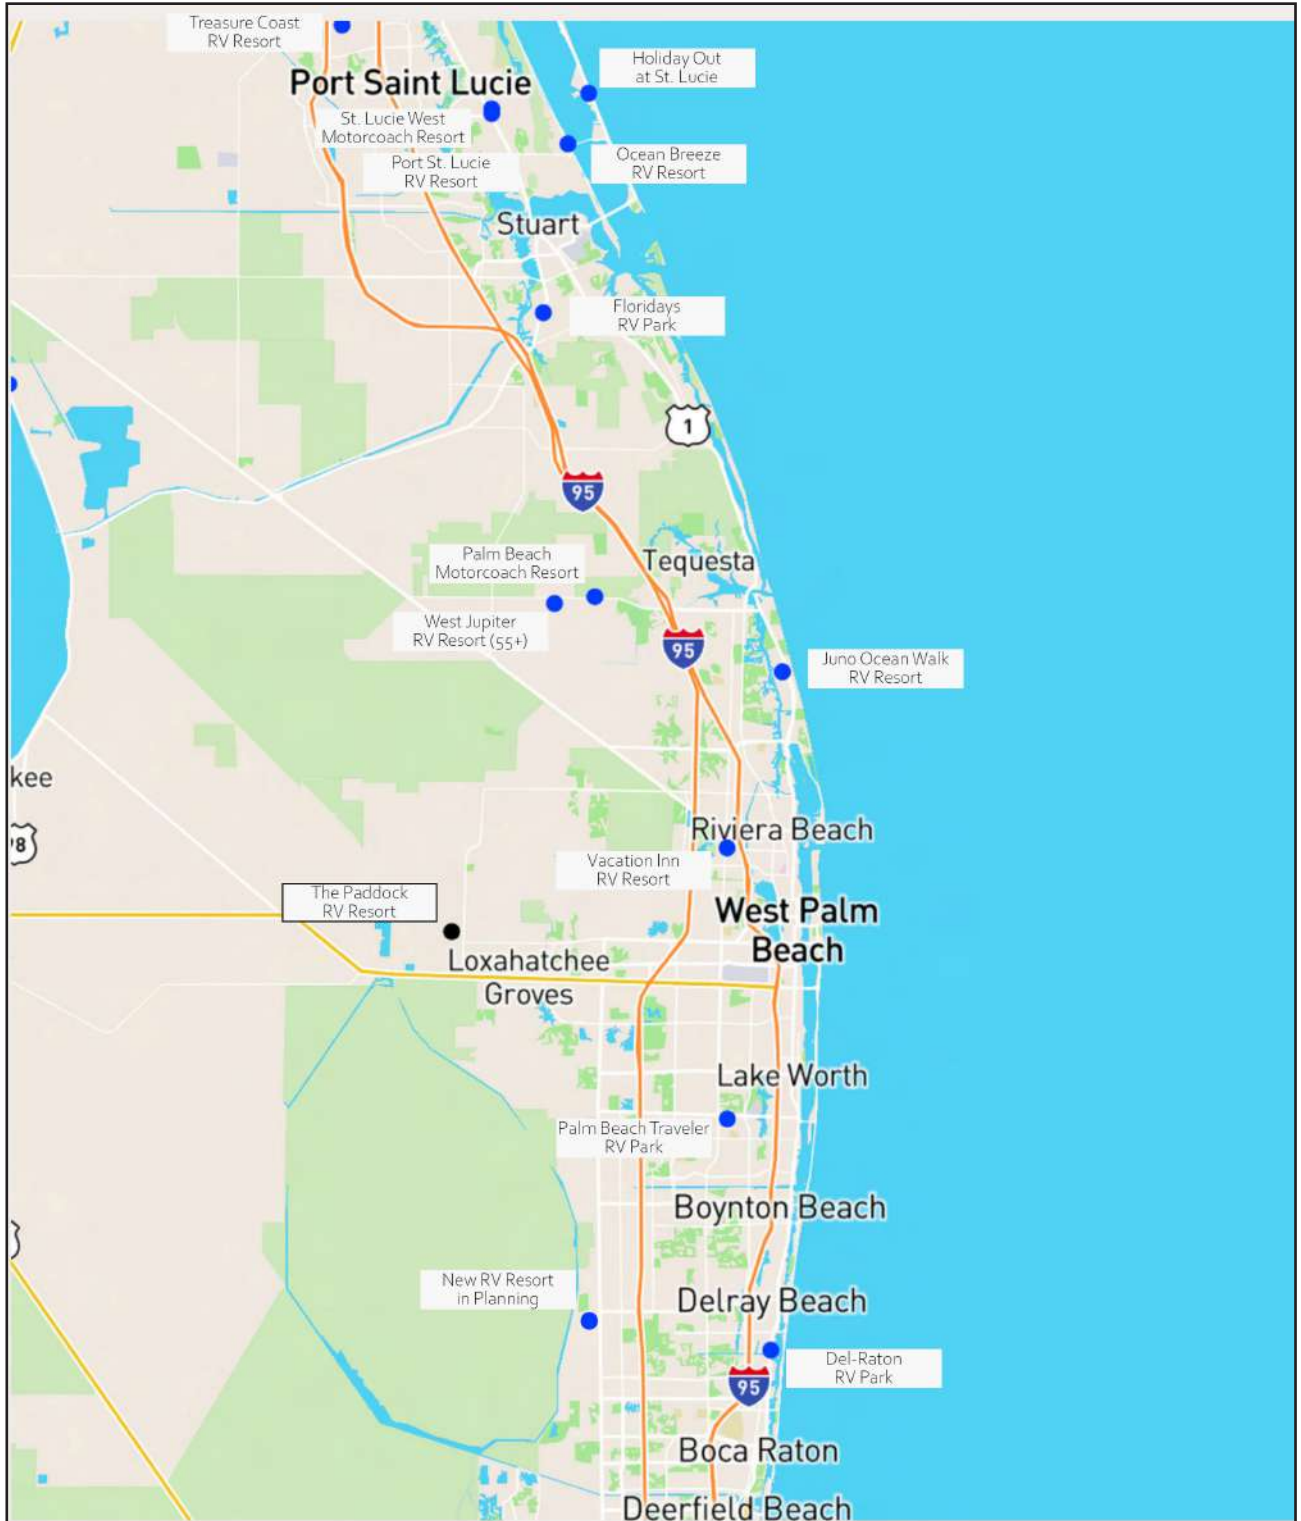 Treasure Coast
RV Resort
Port Saint Lucie
Holiday Out
at St. Lucie
St. Lucie West
Motorcoach Resort
Port St. Lucie
RV Resort
Ocean Breeze
RV Resort
Stuart
Floridays
RV Park
1
95
Palm Beach
Motorcoach Resort
Tequesta
West Jupiter
RV Resort (55+)
95
Juno Ocean Walk
RV Resort
kee
98
Riviera Beach
Vacation Inn
RV Resort
The Paddock
RV Resort
West Palm
Beach
Loxahatchee
Groves
Lake Worth
Palm Beach Traveler
RV Park
Boynton Beach
New RV Resort
in Planning
Delray Beach
Del-Raton
RV Park
95
Boca Raton
Deerfield Beach